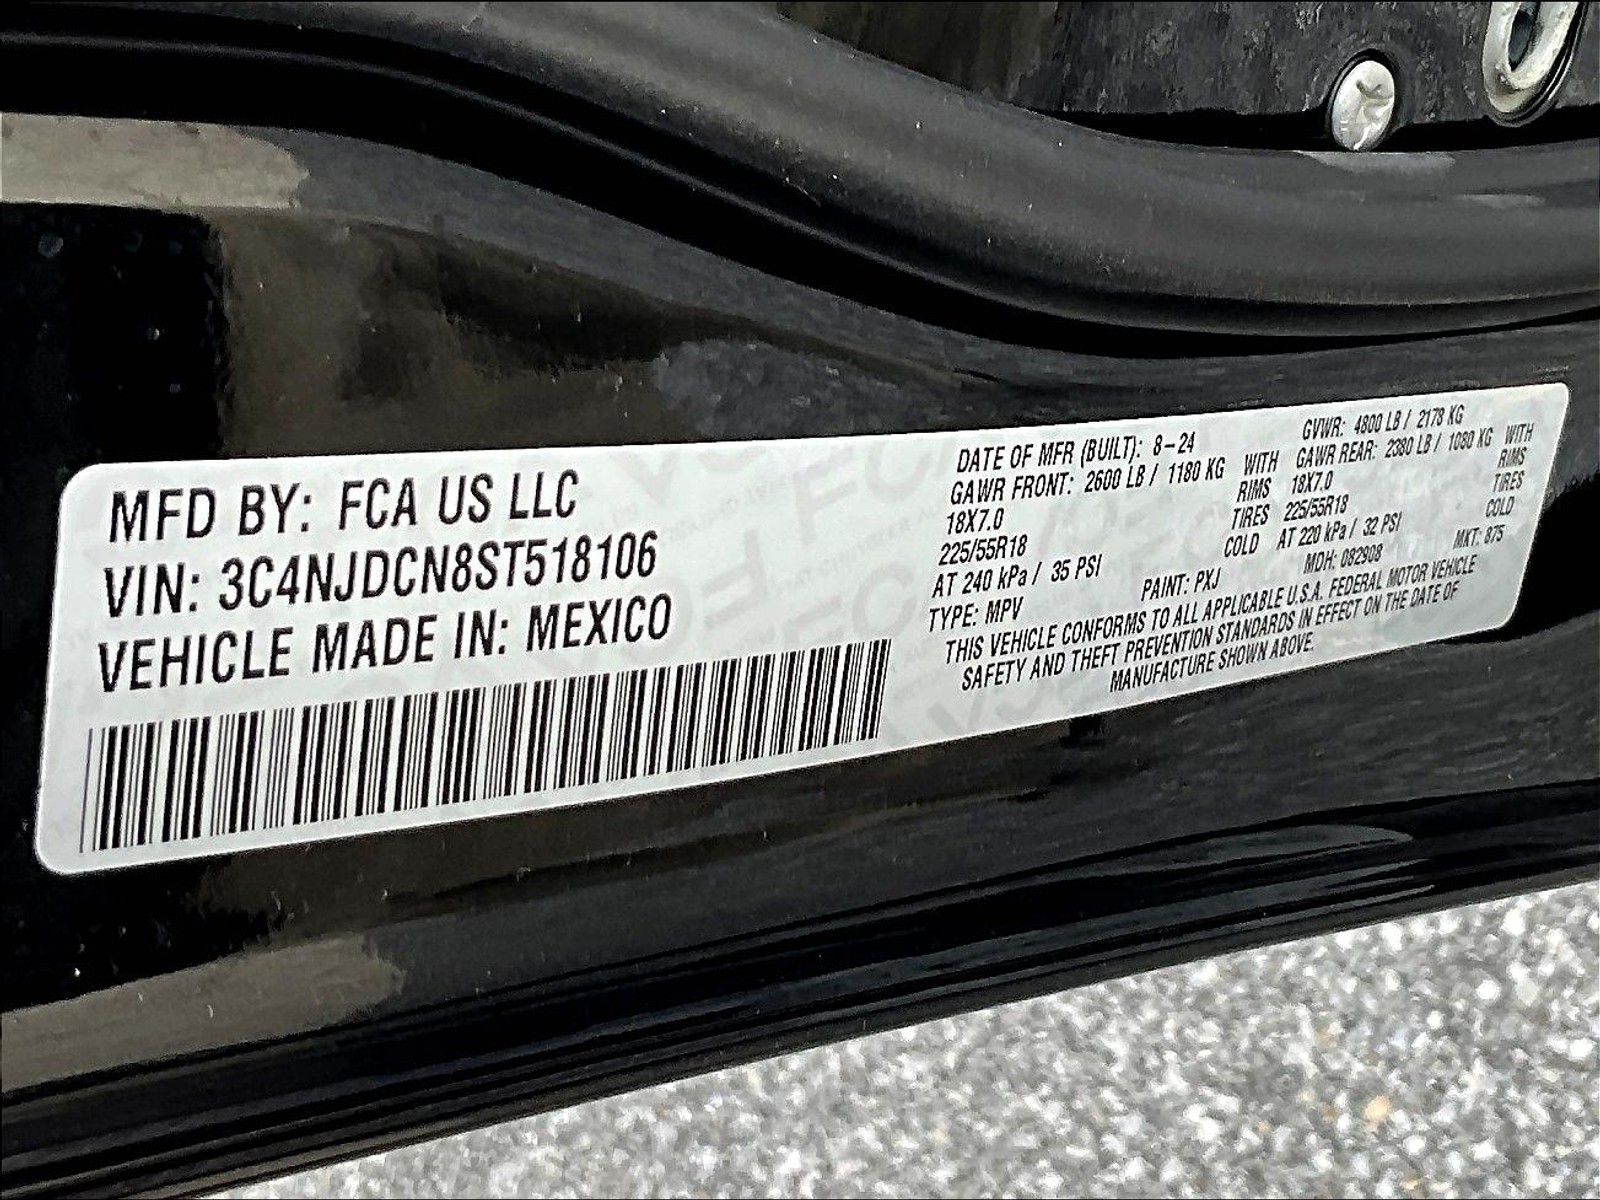 MFD BY: FCA US LLC
VIN: 3C4NJDCN8ST518106
VEHICLE MADE IN: MEXICO
DATE OF MFR (BUILT): 8-24 GVWR: 4800 LB / 2178 KG
GAWR FRONT: 2600 LB / 1180 KG WITH GAWR REAR: 2380 LB / 1080 KG WITH
18X7.0 RIMS 18X7.0 RIMS
225/55R18 TIRES 225/55R18 TIRES
AT 240 kPa / 35 PSI COLD AT 220 kPa / 32 PSI COLD
TYPE: MPV PAINT: PXJ MDH: 082908 MKT: 875
THIS VEHICLE CONFORMS TO ALL APPLICABLE U.S.A. FEDERAL MOTOR VEHICLE
SAFETY AND THEFT PREVENTION STANDARDS IN EFFECT ON THE DATE OF
MANUFACTURE SHOWN ABOVE.